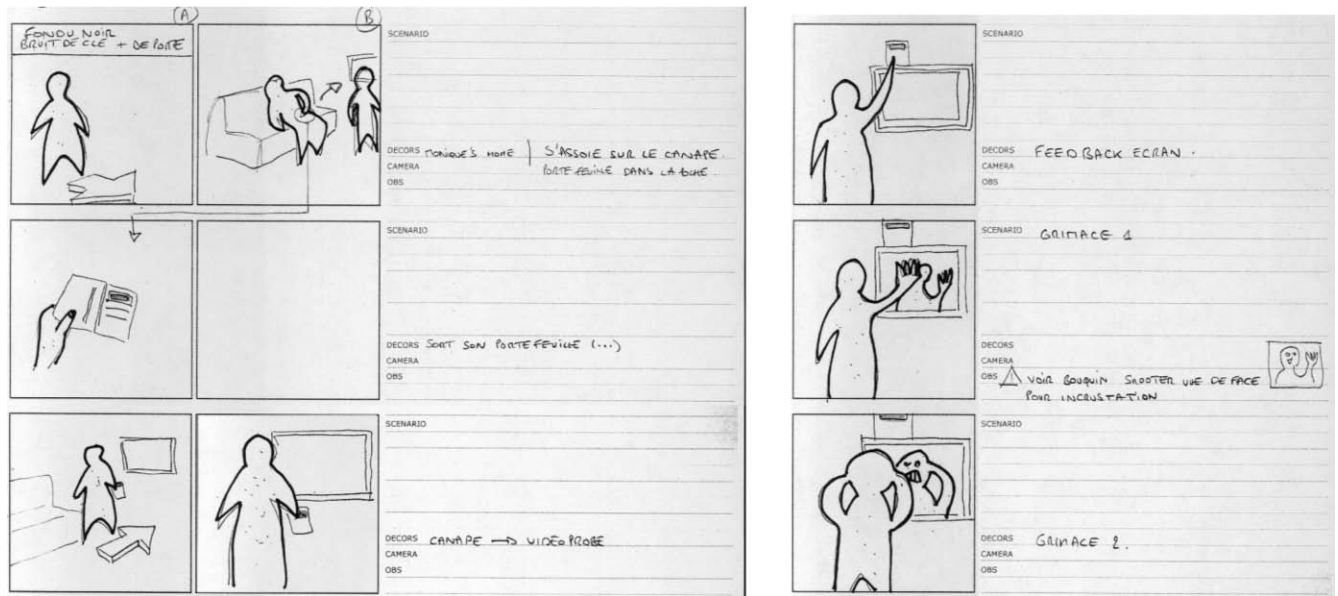 A
B
FONDU NOIR
BRUIT DE CLE + DE PORTE
SCENARIO
DECORS MONIQUE'S HOME | S'ASSOIE SUR LE CANAPE.
CAMERA PORTE FEUILLE DANS LA
OBS
SCENARIO
DECORS SORT SON PORTEFEUILLE (...)
CAMERA
OBS
SCENARIO
DECORS CANAPE → VIDEOPROBE
CAMERA
OBS
SCENARIO
DECORS FEEDBACK ECRAN.
CAMERA
OBS
SCENARIO GRIMACE 1
DECORS
CAMERA
OBS ! VOIR BOUQUIN SHOOTER VUE DE FACE
POUR INCRUSTATION
SCENARIO
DECORS GRIMACE 2.
CAMERA
OBS